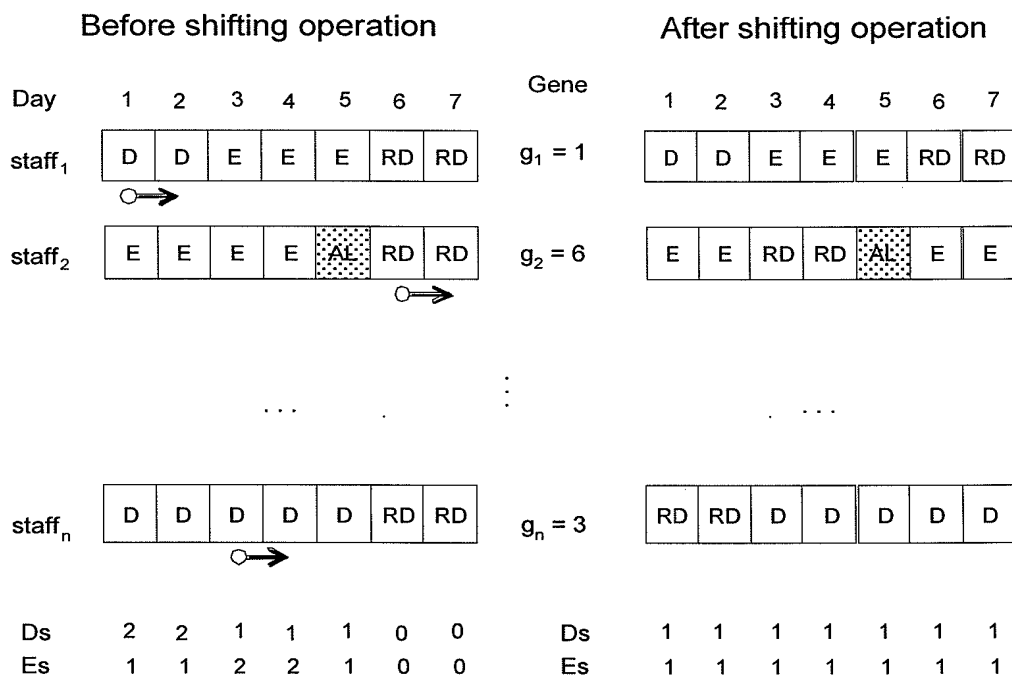 Before shifting operation After shifting operation
Day 1 2 3 4 5 6 7 Gene 1 2 3 4 5 6 7
staff1 D D E E E RD RD g1 = 1 D D E E E RD RD
staff2 E E E E AL RD RD g2 = 6 E E RD RD AL E E
... ⋮ ...
staffn D D D D D RD RD gn = 3 RD RD D D D D D
Ds 2 2 1 1 1 0 0 Ds 1 1 1 1 1 1 1
Es 1 1 2 2 1 0 0 Es 1 1 1 1 1 1 1